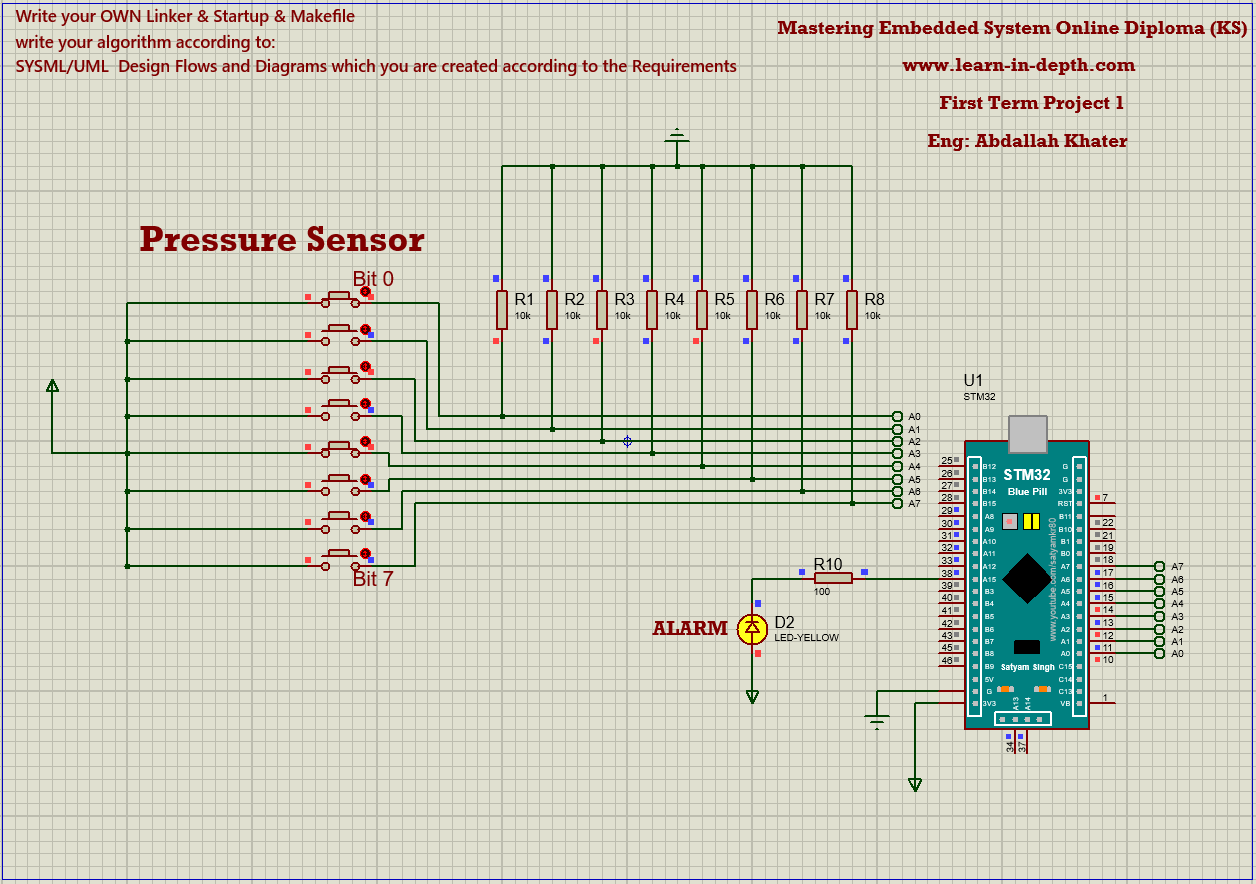 Write your OWN Linker & Startup & Makefile
write your algorithm according to:
SYSML/UML Design Flows and Diagrams which you are created according to the Requirements
Mastering Embedded System Online Diploma (KS)
www.learn-in-depth.com
First Term Project 1
Eng: Abdallah Khater
Pressure Sensor
Bit 0
Bit 7
R1
10k
R2
10k
R3
10k
R4
10k
R5
10k
R6
10k
R7
10k
R8
10k
A0
A1
A2
A3
A4
A5
A6
A7
R10
100
ALARM
D2
LED-YELLOW
U1
STM32
STM32
Blue Pill
www.youtube.com/satyamkr80
Satyam Singh
25
26
27
28
29
30
31
32
33
38
39
40
41
42
43
45
46
B12
B13
B14
B15
A8
A9
A10
A11
A12
A15
B3
B4
B5
B6
B7
B8
B9
5V
G
3V3
G
G
3V3
RST
B11
B10
B1
B0
A7
A6
A5
A4
A3
A2
A1
A0
C15
C14
C13
VB
7
22
21
19
18
17
16
15
14
13
12
11
10
1
A13
A14
34
37
A7
A6
A5
A4
A3
A2
A1
A0